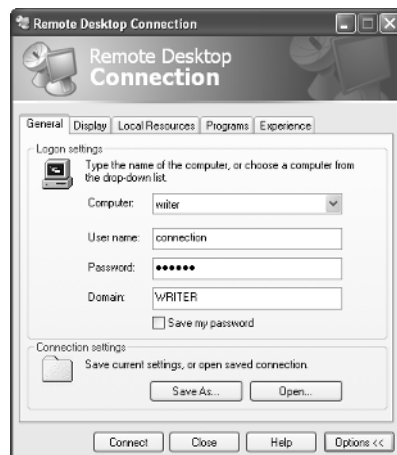 Remote Desktop Connection
Remote Desktop
Connection
General Display Local Resources Programs Experience
Logon settings
Type the name of the computer, or choose a computer from
the drop-down list.
Computer: writer
User name: connection
Password: ••••••
Domain: WRITER
Save my password
Connection settings
Save current settings, or open saved connection.
Save As... Open...
Connect Close Help Options <<